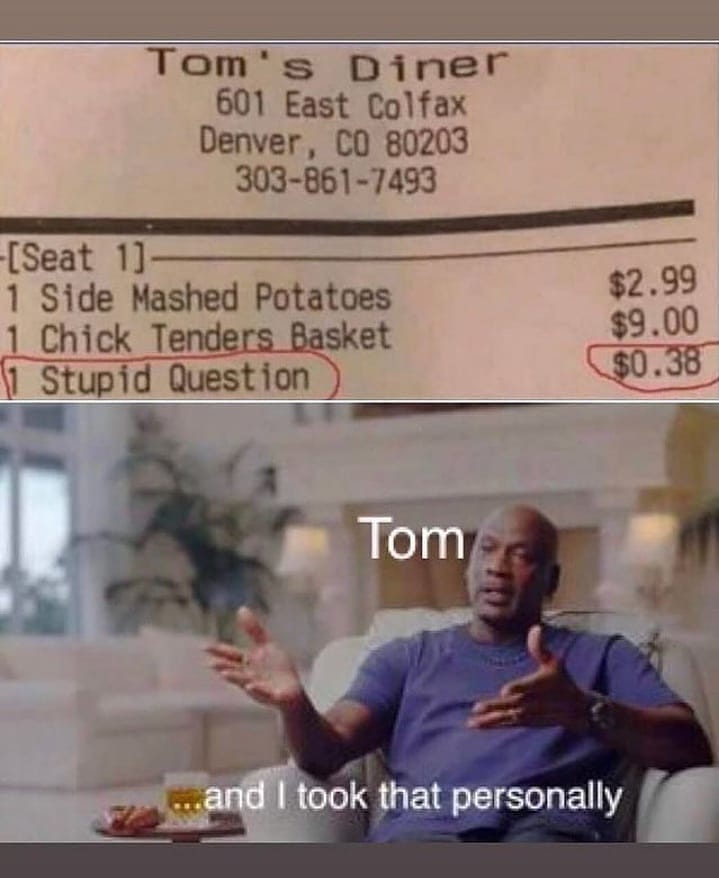 Tom's Diner
601 East Colfax
Denver, CO 80203
303-861-7493
[Seat 1]
1 Side Mashed Potatoes $2.99
1 Chick Tenders Basket $9.00
1 Stupid Question $0.38
Tom
...and I took that personally